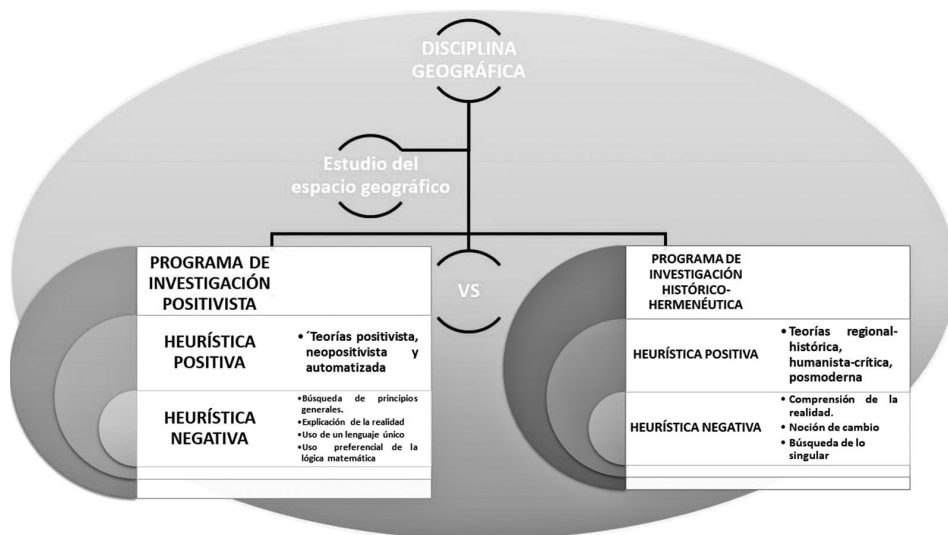 DISCIPLINA
GEOGRÁFICA
Estudio del
espacio geográfico
VS
PROGRAMA DE
INVESTIGACIÓN
POSITIVISTA
HEURÍSTICA
POSITIVA
• ´Teorías positivista,
neopositivista y
automatizada
HEURÍSTICA
NEGATIVA
•Búsqueda de principios
generales.
•Explicación de la realidad
•Uso de un lenguaje único
•Uso preferencial de la
lógica matemática
PROGRAMA DE
INVESTIGACIÓN
HISTÓRICO-
HERMENÉUTICA
HEURÍSTICA POSITIVA
• Teorías regional-
histórica,
humanista-crítica,
posmoderna
HEURÍSTICA NEGATIVA
• Comprensión de la
realidad.
• Noción de cambio
• Búsqueda de lo
singular